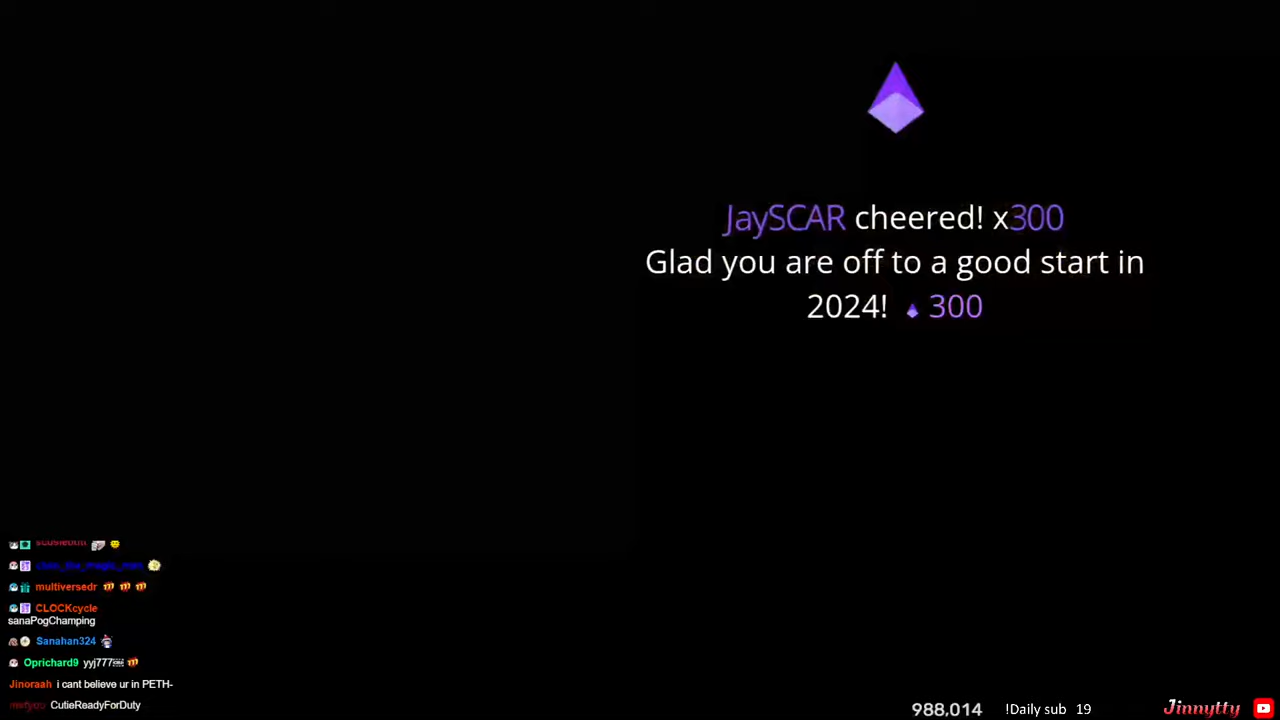 JaySCAR cheered! x300
Glad you are off to a good start in
2024! 300
multiversedr
CLOCKcycle
sanaPogChamping
Sanahan324
Oprichard9 yyj777
Jinoraah i cant believe ur in PETH-
CutieReadyForDuty
988,014 !Daily sub 19 Jinnytty